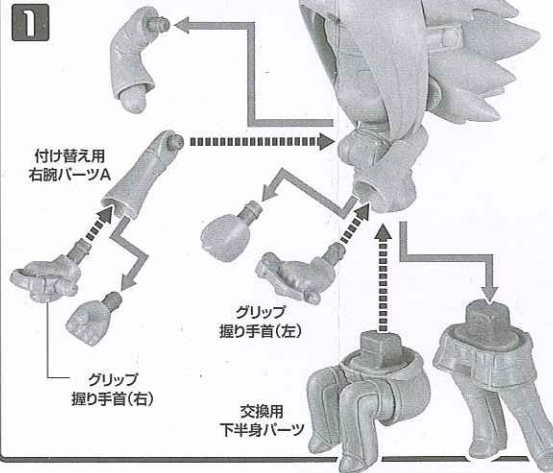 1
付け替え用
右腕パーツA
グリップ
握り手首(左)
グリップ
握り手首(右)
交換用
下半身パーツ